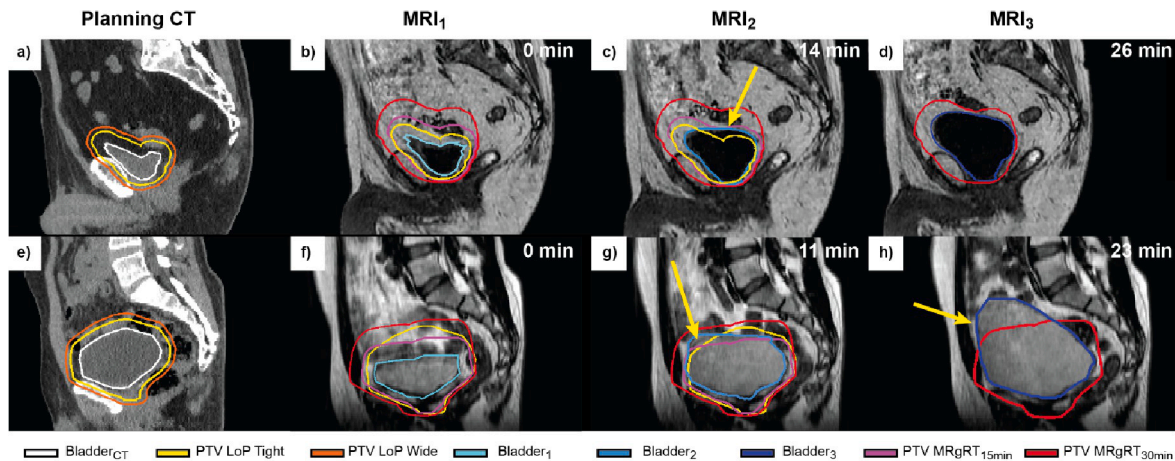 Planning CT MRI₁ MRI₂ MRI₃
a) b) 0 min c) 14 min d) 26 min
e) f) 0 min g) 11 min h) 23 min
Bladder_CT PTV LoP Tight PTV LoP Wide Bladder₁ Bladder₂ Bladder₃ PTV MRgRT₁₅ₘᵢₙ PTV MRgRT₃₀ₘᵢₙ